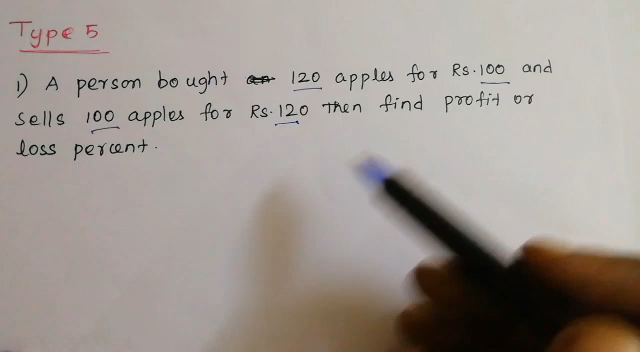 Type 5
1) A person bought 120 apples for Rs.100 and
sells 100 apples for Rs.120 then find profit or
loss percent.